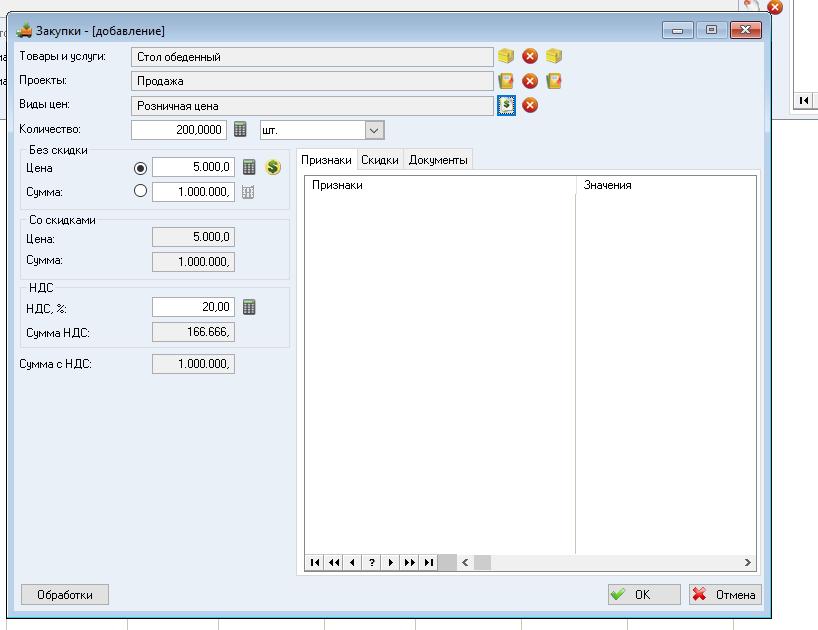 Закупки - [добавление]
Товары и услуги: Стол обеденный
Проекты: Продажа
Виды цен: Розничная цена
Количество: 200,0000 шт.
Без скидки
Цена 5.000,0
Сумма: 1.000.000,
Со скидками
Цена: 5.000,0
Сумма: 1.000.000,
НДС
НДС, %: 20,00
Сумма НДС: 166.666,
Сумма с НДС: 1.000.000,
Признаки Скидки Документы
Признаки Значения
Обработки OK Отмена